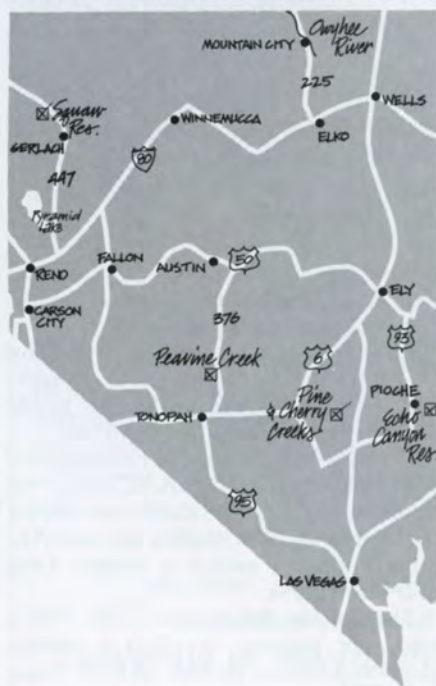 Owyhee
River
MOUNTAIN CITY
225
WELLS
Squaw
Res.
WINNEMUCCA
ELKO
GERLACH
80
447
Pyramid
Lake
FALLON
AUSTIN
50
RENO
ELY
CARSON
CITY
376
93
6
Peavine Creek
PIOCHE
Pine
& Cherry
Creeks
Echo
Canyon
Res.
TONOPAH
95
LAS VEGAS